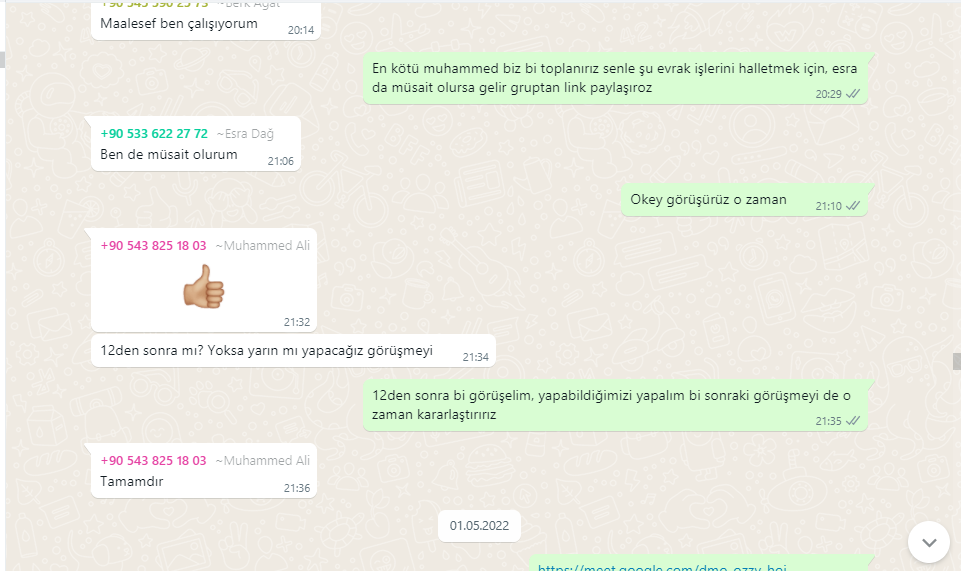 +90 545 590 25 73 ~Berk Agat
Maalesef ben çalışıyorum
20:14
En kötü muhammed biz bi toplanırız senle şu evrak işlerini halletmek için, esra
da müsait olursa gelir gruptan link paylaşıroz
20:29
+90 533 622 27 72 ~Esra Dağ
Ben de müsait olurum
21:06
Okey görüşürüz o zaman
21:10
+90 543 825 18 03 ~Muhammed Ali
21:32
12den sonra mı? Yoksa yarın mı yapacağız görüşmeyi
21:34
12den sonra bi görüşelim, yapabildiğimizi yapalım bi sonraki görüşmeyi de o
zaman kararlaştırırız
21:35
+90 543 825 18 03 ~Muhammed Ali
Tamamdır
21:36
01.05.2022
https://meet.google.com/dmo-ozzy-hqi